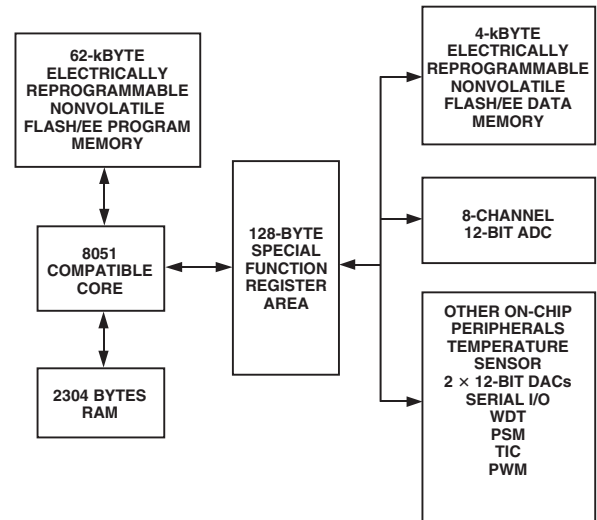 62-kBYTE
ELECTRICALLY
REPROGRAMMABLE
NONVOLATILE
FLASH/EE PROGRAM
MEMORY
8051
COMPATIBLE
CORE
2304 BYTES
RAM
128-BYTE
SPECIAL
FUNCTION
REGISTER
AREA
4-kBYTE
ELECTRICALLY
REPROGRAMMABLE
NONVOLATILE
FLASH/EE DATA
MEMORY
8-CHANNEL
12-BIT ADC
OTHER ON-CHIP
PERIPHERALS
TEMPERATURE
SENSOR
2 × 12-BIT DACs
SERIAL I/O
WDT
PSM
TIC
PWM